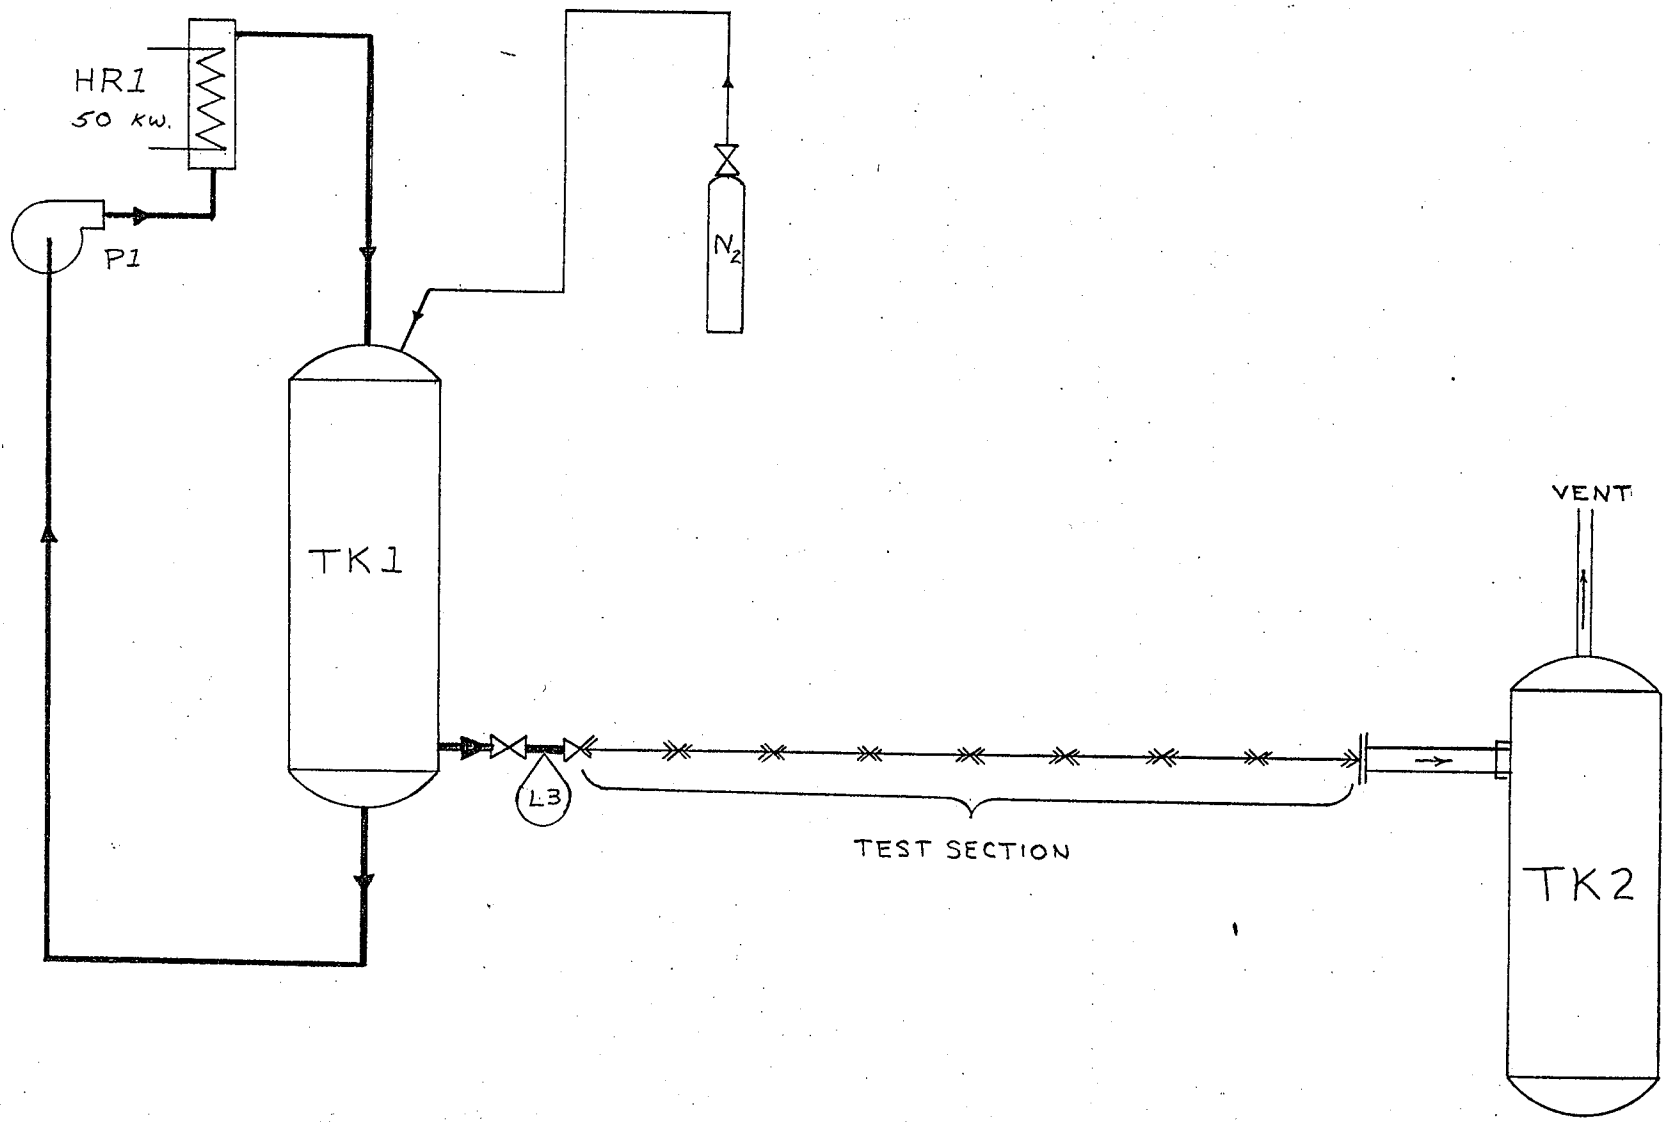 HR1
50 KW.
P1
N2
VENT
TK1
L3
TEST SECTION
TK2